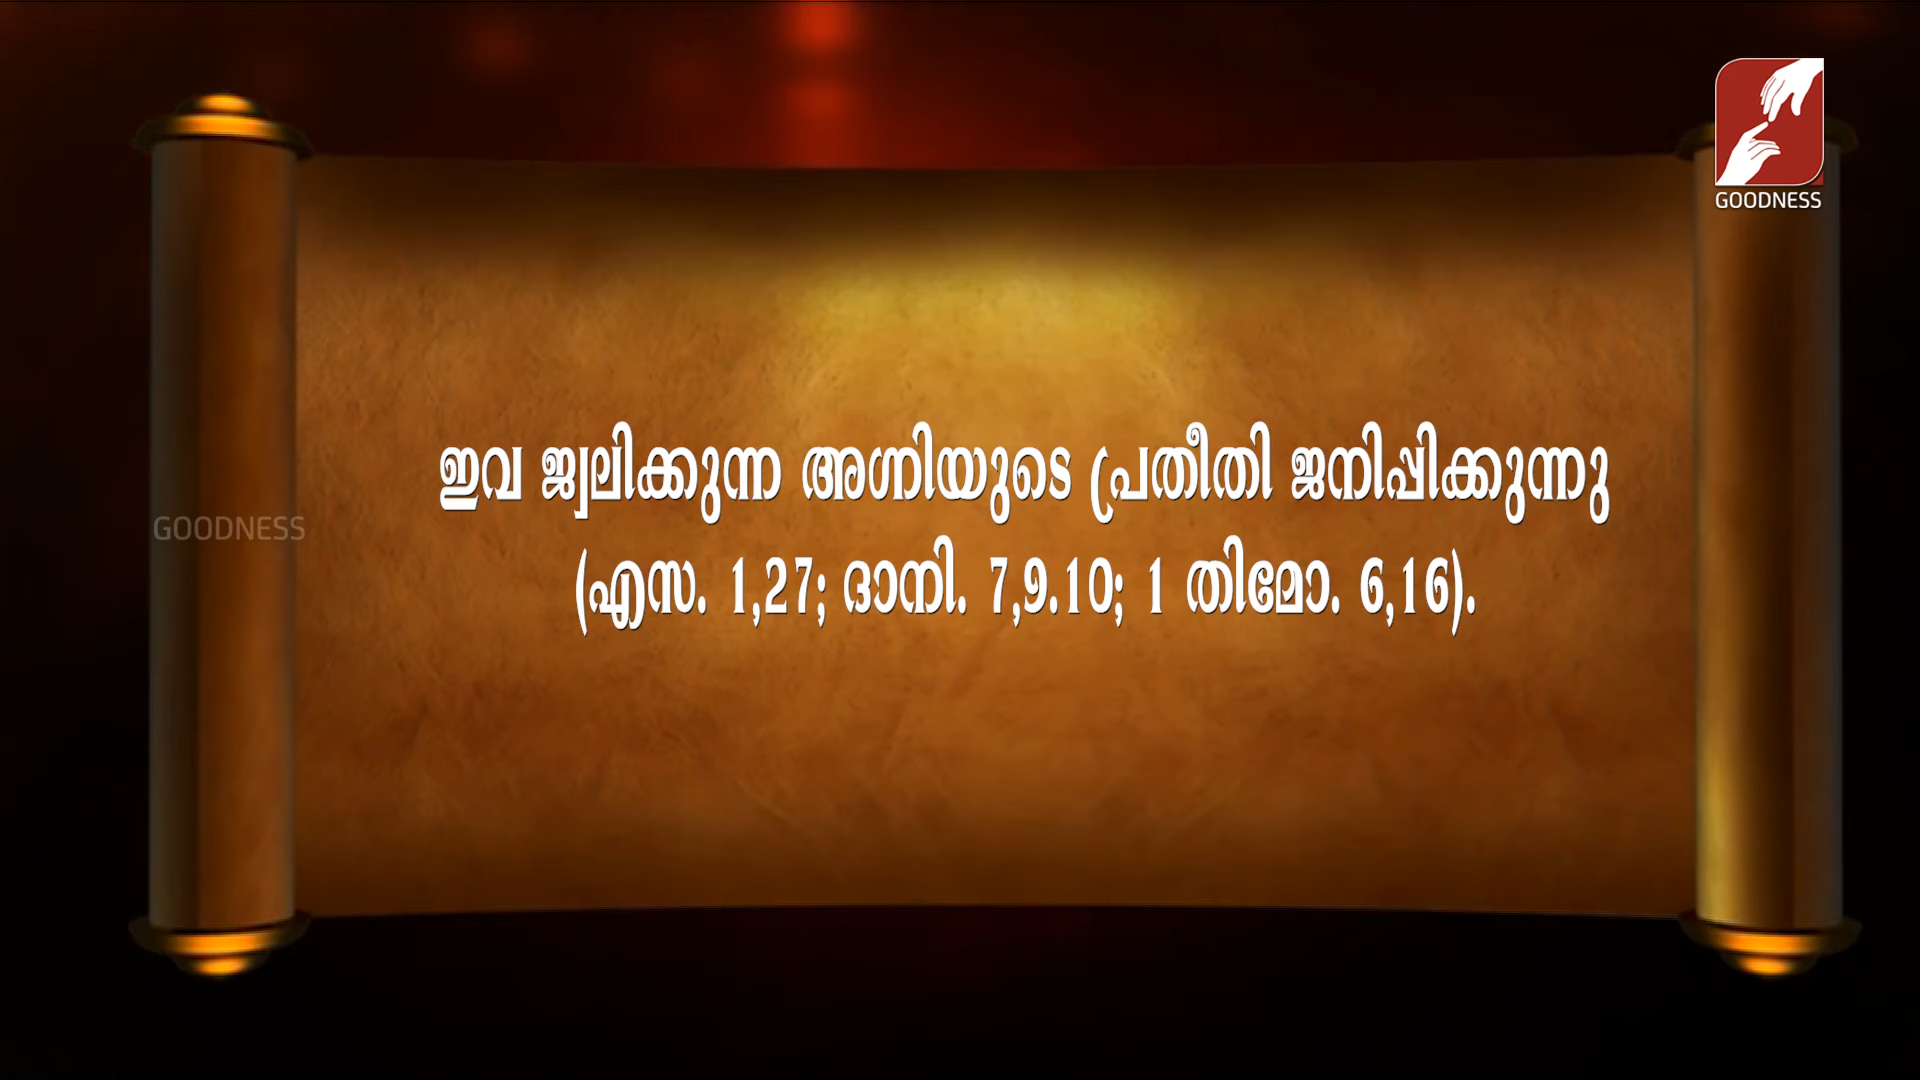 GOODNESS
ഇവ ജ്വലിക്കുന്ന അഗ്നിയുടെ പ്രതീതി ജനിപ്പിക്കുന്നു
GOODNESS
(എസ. 1,27; ദാനി. 7,9.10; 1 തിമോ. 6,16).